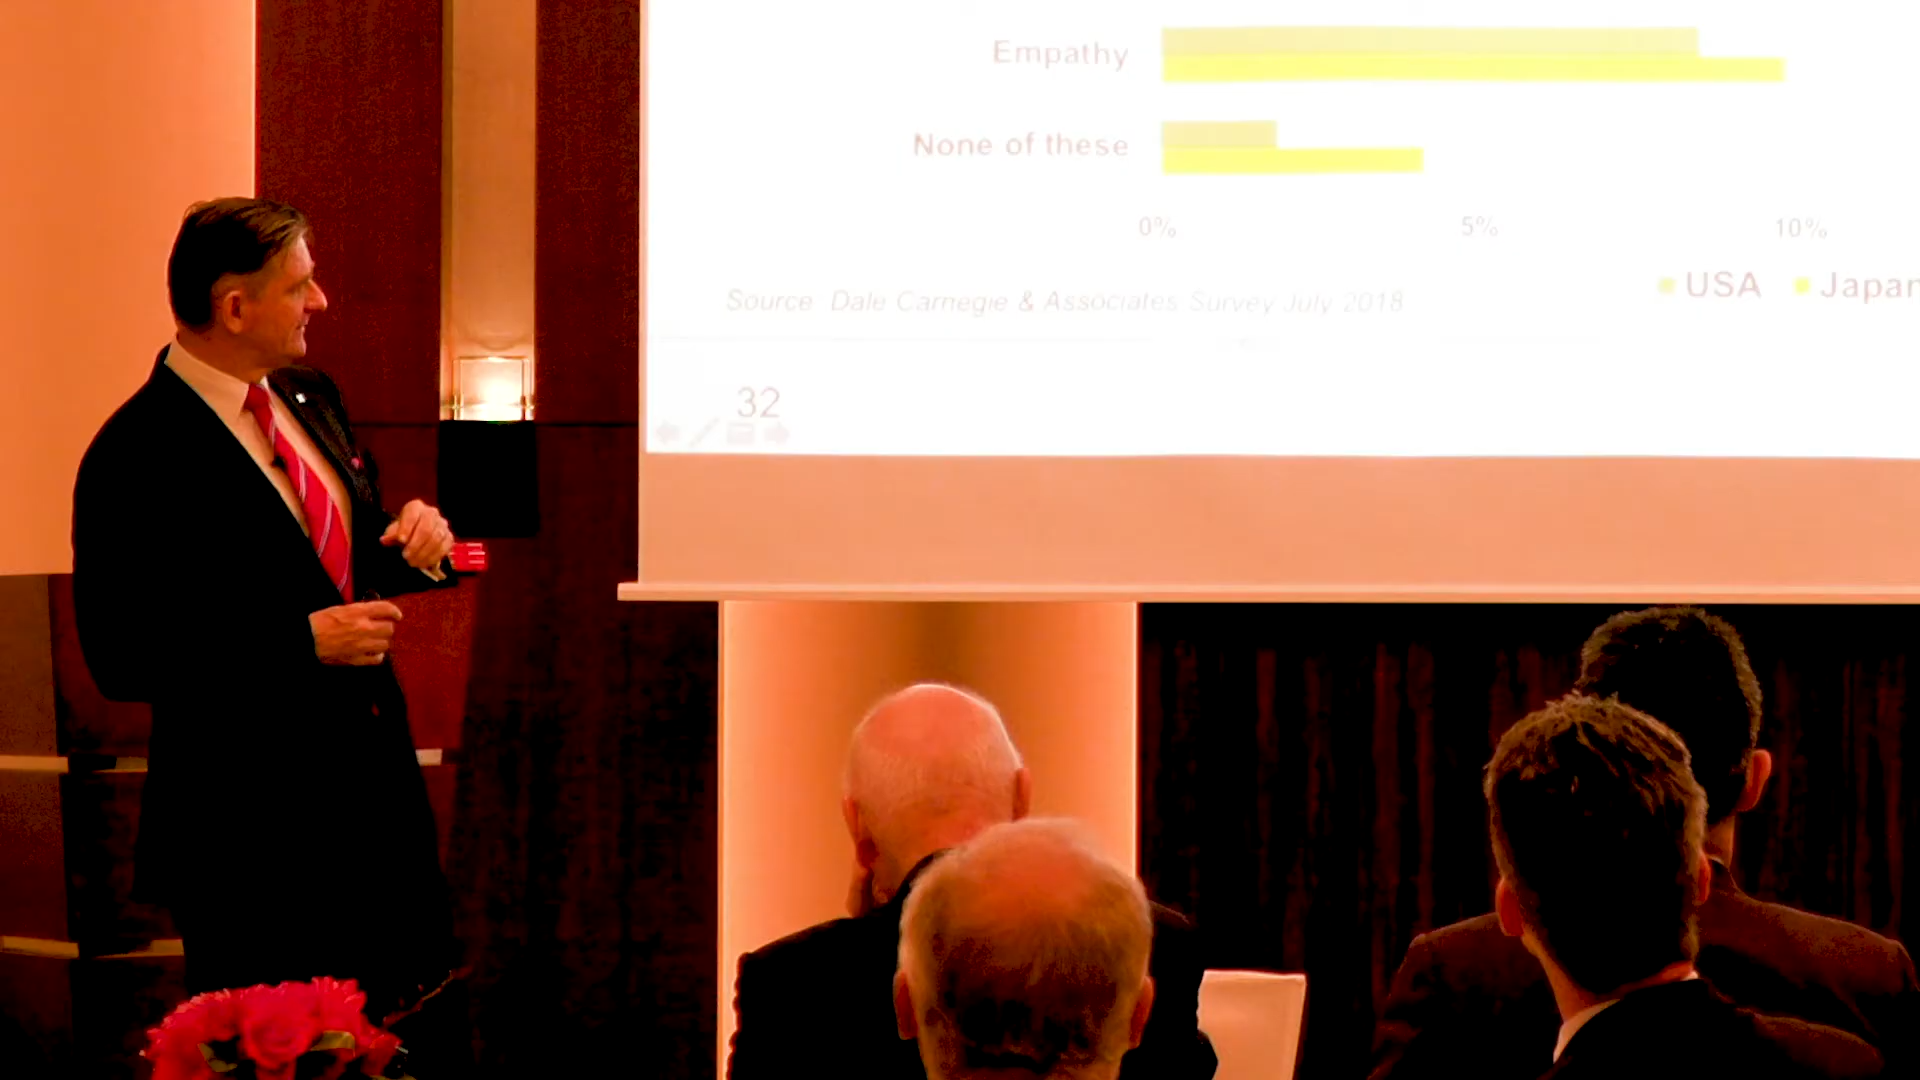 Empathy
None of these
0% 5% 10%
USA Japan
Source Dale Carnegie & Associates Survey July 2018
32